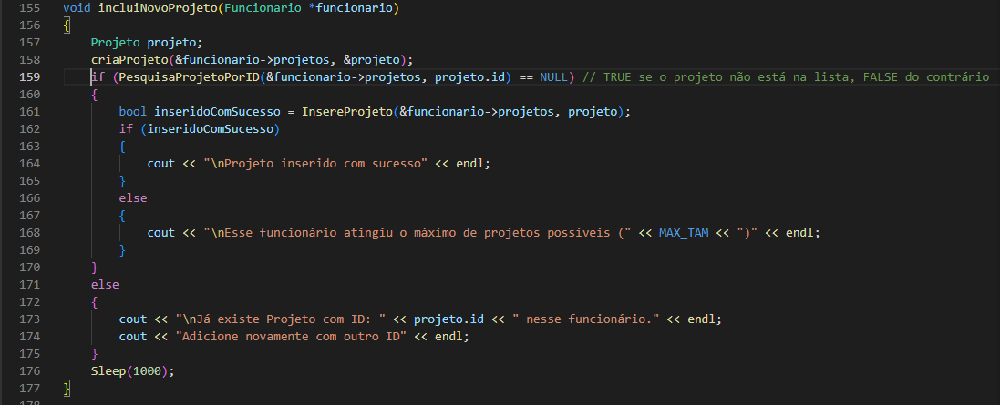 155 void incluiNovoProjeto(Funcionario *funcionario)
156 {
157     Projeto projeto;
158     criaProjeto(&funcionario->projetos, &projeto);
159     if (PesquisaProjetoPorID(&funcionario->projetos, projeto.id) == NULL) // TRUE se o projeto não está na lista, FALSE do contrário
160     {
161         bool inseridoComSucesso = InsereProjeto(&funcionario->projetos, projeto);
162         if (inseridoComSucesso)
163         {
164             cout << "\nProjeto inserido com sucesso" << endl;
165         }
166         else
167         {
168             cout << "\nEsse funcionário atingiu o máximo de projetos possíveis (" << MAX_TAM << ")" << endl;
169         }
170     }
171     else
172     {
173         cout << "\nJá existe Projeto com ID: " << projeto.id << " nesse funcionário." << endl;
174         cout << "Adicione novamente com outro ID" << endl;
175     }
176     Sleep(1000);
177 }
178